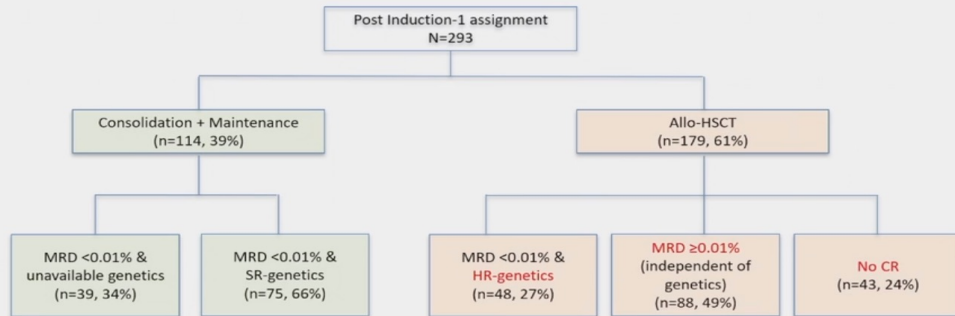 Post Induction-1 assignment
N=293
Consolidation + Maintenance
(n=114, 39%)
Allo-HSCT
(n=179, 61%)
MRD <0.01% &
unavailable genetics
(n=39, 34%)
MRD <0.01% &
SR-genetics
(n=75, 66%)
MRD <0.01% &
HR-genetics
(n=48, 27%)
MRD ≥0.01%
(independent of
genetics)
(n=88, 49%)
No CR
(n=43, 24%)